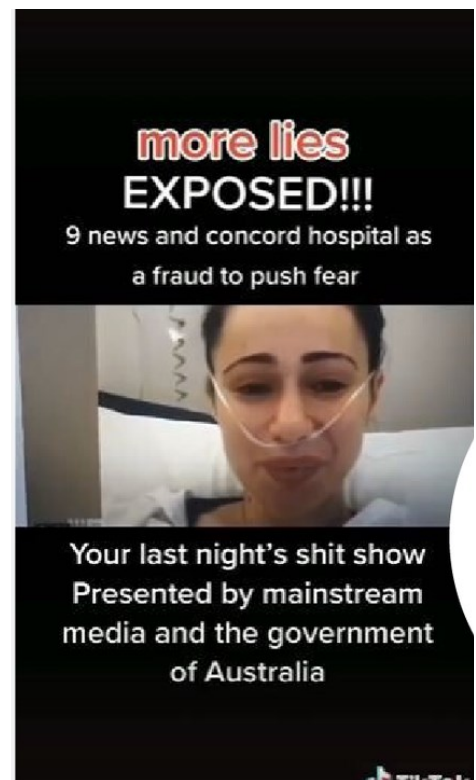 more lies
EXPOSED!!!
9 news and concord hospital as
a fraud to push fear
Your last night's shit show
Presented by mainstream
media and the government
of Australia